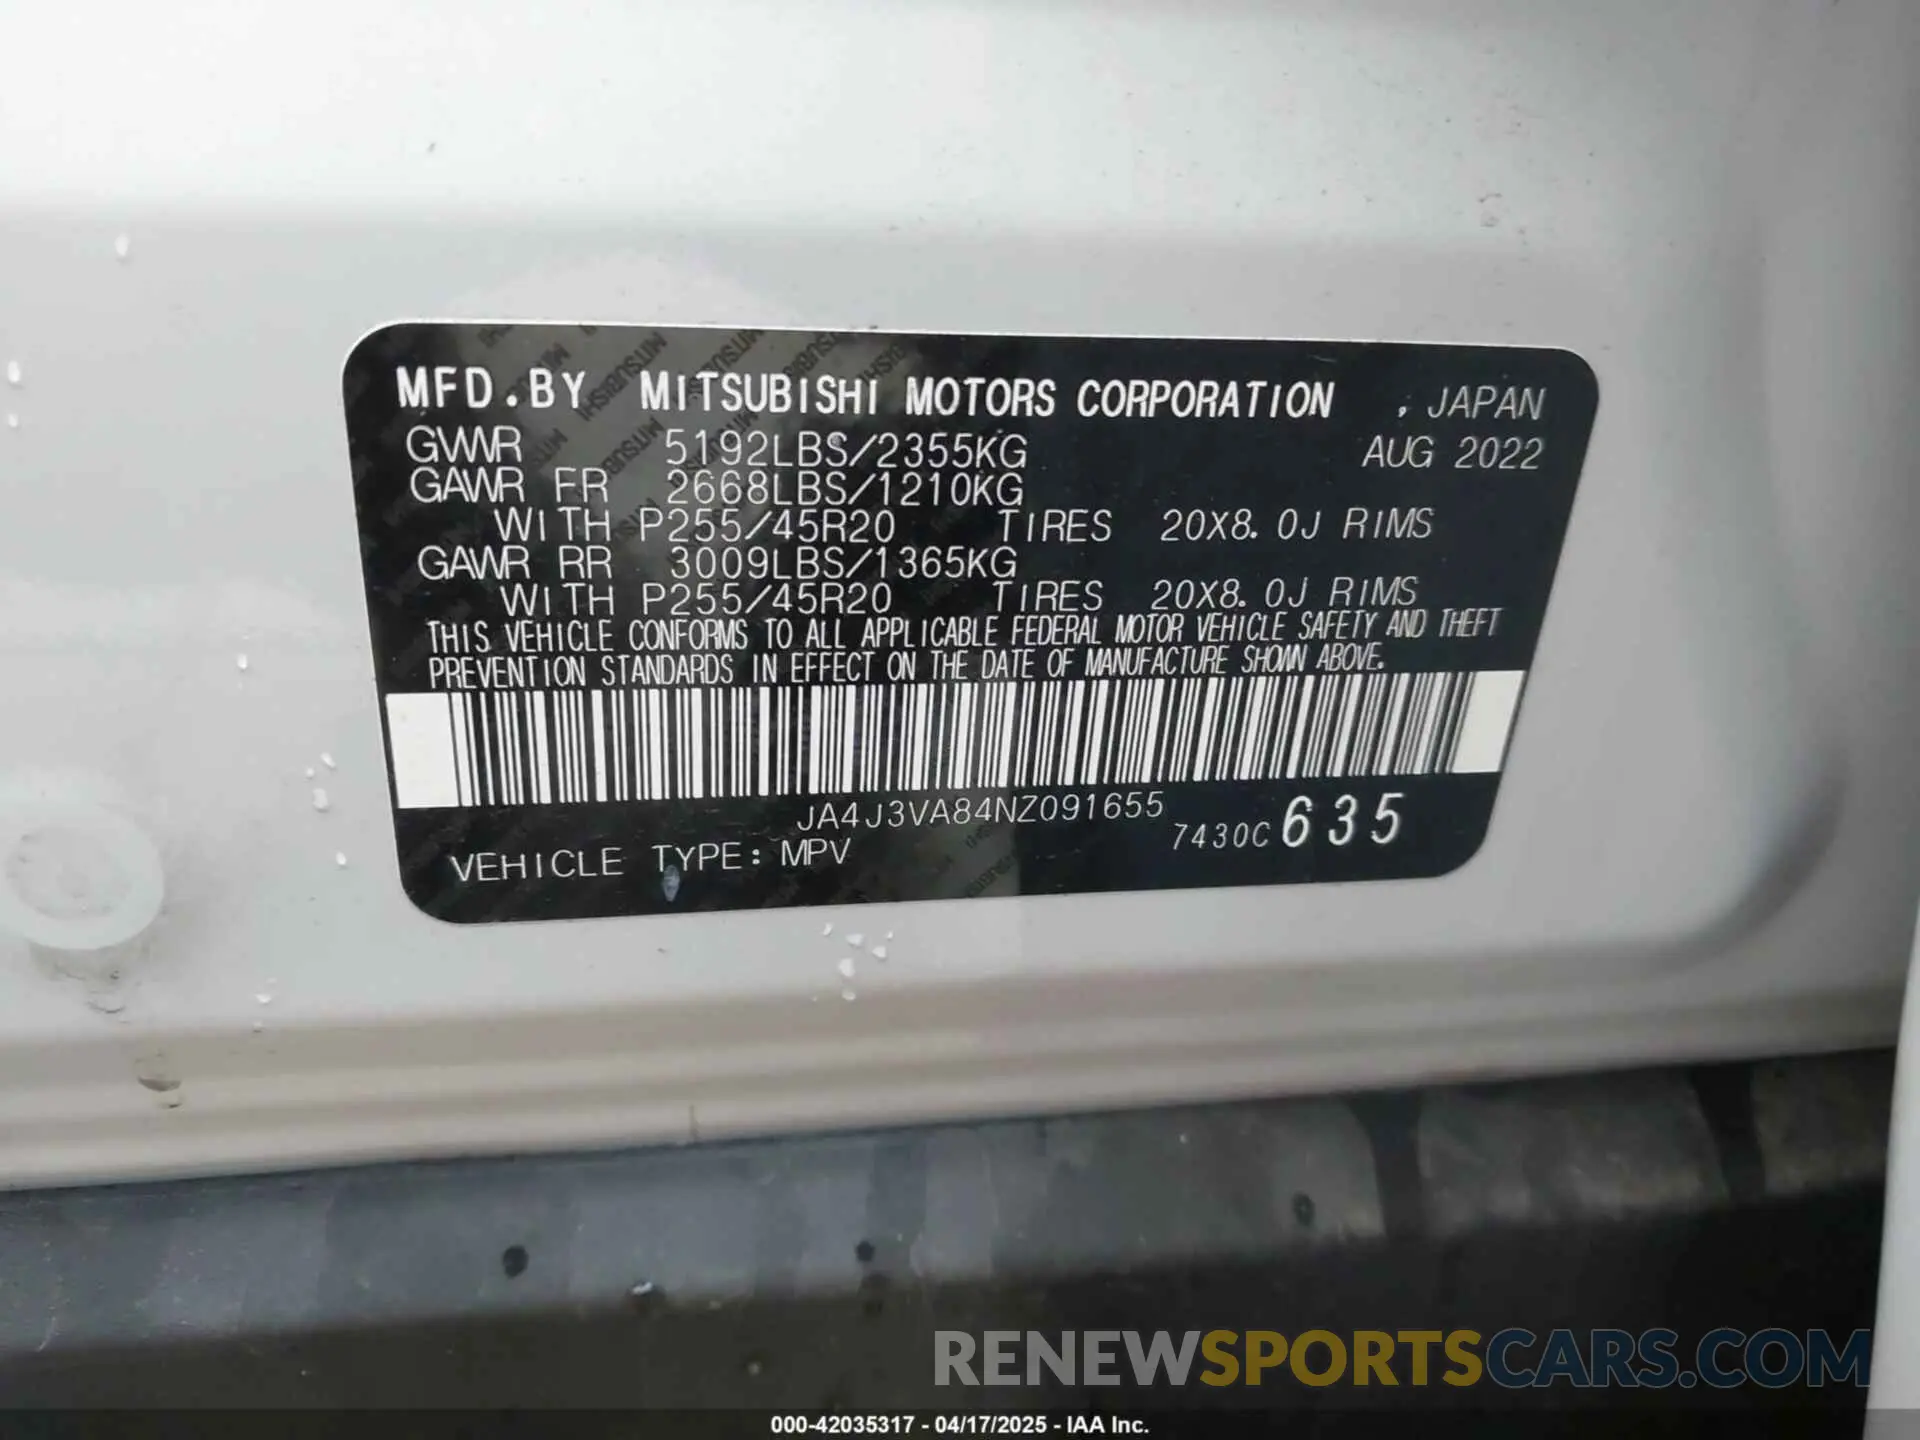 MFD.BY MITSUBISHI MOTORS CORPORATION , JAPAN
GVWR 5192LBS/2355KG AUG 2022
GAWR FR 2668LBS/1210KG
WITH P255/45R20 TIRES 20X8.0J RIMS
GAWR RR 3009LBS/1365KG
WITH P255/45R20 TIRES 20X8.0J RIMS
THIS VEHICLE CONFORMS TO ALL APPLICABLE FEDERAL MOTOR VEHICLE SAFETY AND THEFT
PREVENTION STANDARDS IN EFFECT ON THE DATE OF MANUFACTURE SHOWN ABOVE.
JA4J3VA84NZ091655
7430C 635
VEHICLE TYPE: MPV
RENEWSPORTSCARS.COM
000-42035317 - 04/17/2025 - IAA Inc.